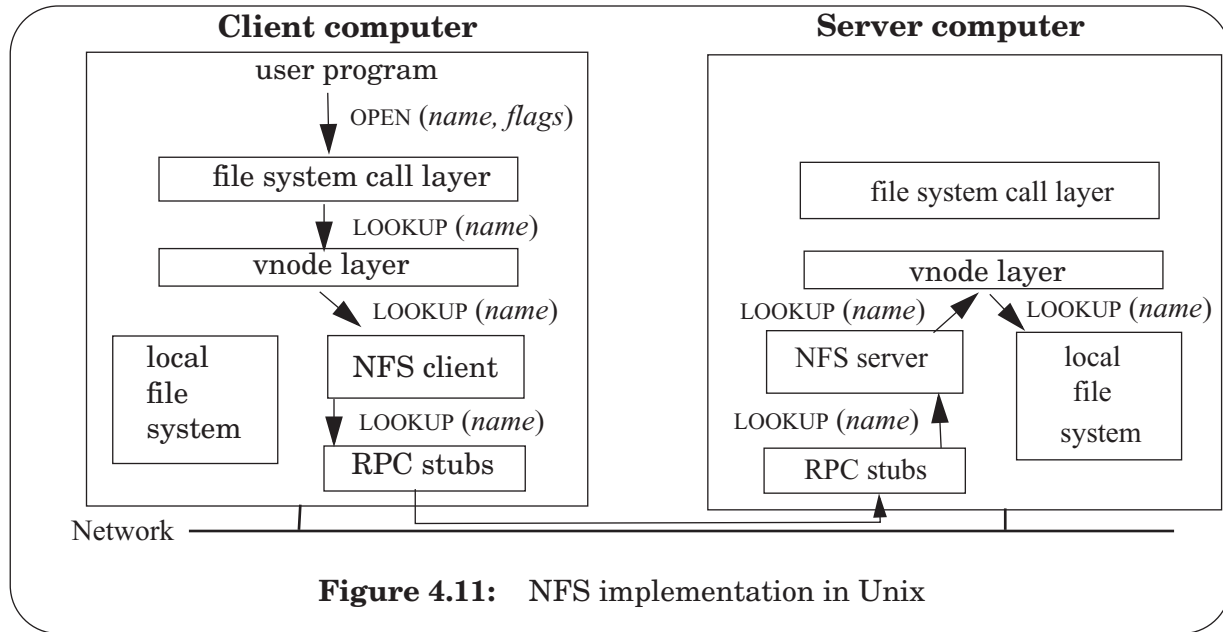 Client computer
user program
OPEN (name, flags)
file system call layer
LOOKUP (name)
vnode layer
LOOKUP (name)
local
file
system
NFS client
LOOKUP (name)
RPC stubs
Server computer
file system call layer
vnode layer
LOOKUP (name)
LOOKUP (name)
NFS server
local
file
system
LOOKUP (name)
RPC stubs
Network
Figure 4.11: NFS implementation in Unix